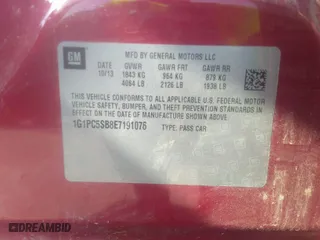 GM
MFD BY GENERAL MOTORS LLC
DATE GVWR GAWR FRT GAWR RR
10/13 1843 KG 964 KG 879 KG
4064 LB 2126 LB 1938 LB
THIS VEHICLE CONFORMS TO ALL APPLICABLE U.S. FEDERAL MOTOR
VEHICLE SAFETY, BUMPER, AND THEFT PREVENTION STANDARDS
IN EFFECT ON THE DATE OF MANUFACTURE SHOWN ABOVE.
1G1PC5SB8E7191076 TYPE: PASS CAR
DREAMBID